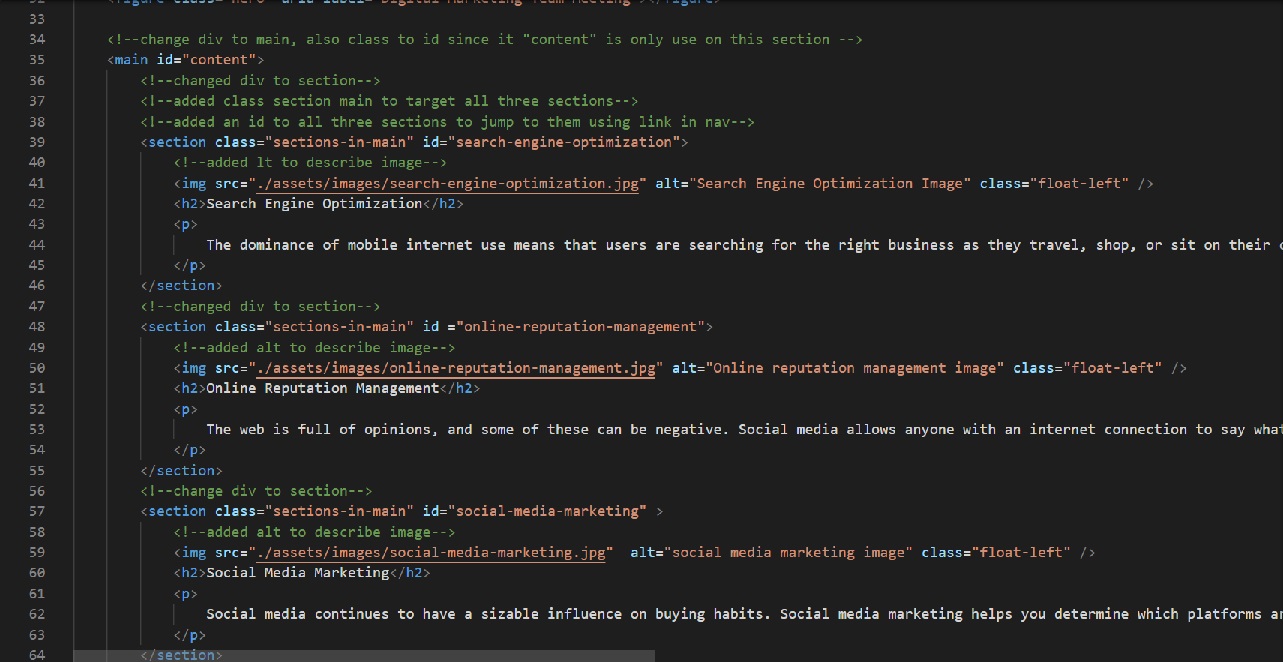 32 <figure class="hero" aria-label="Digital Marketing Team Meeting"></figure>
33
34 <!--change div to main, also class to id since it "content" is only use on this section -->
35 <main id="content">
36 <!--changed div to section-->
37 <!--added class section main to target all three sections-->
38 <!--added an id to all three sections to jump to them using link in nav-->
39 <section class="sections-in-main" id="search-engine-optimization">
40 <!--added lt to describe image-->
41 <img src="./assets/images/search-engine-optimization.jpg" alt="Search Engine Optimization Image" class="float-left" />
42 <h2>Search Engine Optimization</h2>
43 <p>
44 The dominance of mobile internet use means that users are searching for the right business as they travel, shop, or sit on their
45 </p>
46 </section>
47 <!--changed div to section-->
48 <section class="sections-in-main" id ="online-reputation-management">
49 <!--added alt to describe image-->
50 <img src="./assets/images/online-reputation-management.jpg" alt="Online reputation management image" class="float-left" />
51 <h2>Online Reputation Management</h2>
52 <p>
53 The web is full of opinions, and some of these can be negative. Social media allows anyone with an internet connection to say what
54 </p>
55 </section>
56 <!--change div to section-->
57 <section class="sections-in-main" id="social-media-marketing" >
58 <!--added alt to describe image-->
59 <img src="./assets/images/social-media-marketing.jpg"  alt="social media marketing image" class="float-left" />
60 <h2>Social Media Marketing</h2>
61 <p>
62 Social media continues to have a sizable influence on buying habits. Social media marketing helps you determine which platforms
63 </p>
64 </section>